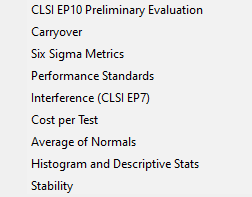 CLSI EP10 Preliminary Evaluation
Carryover
Six Sigma Metrics
Performance Standards
Interference (CLSI EP7)
Cost per Test
Average of Normals
Histogram and Descriptive Stats
Stability